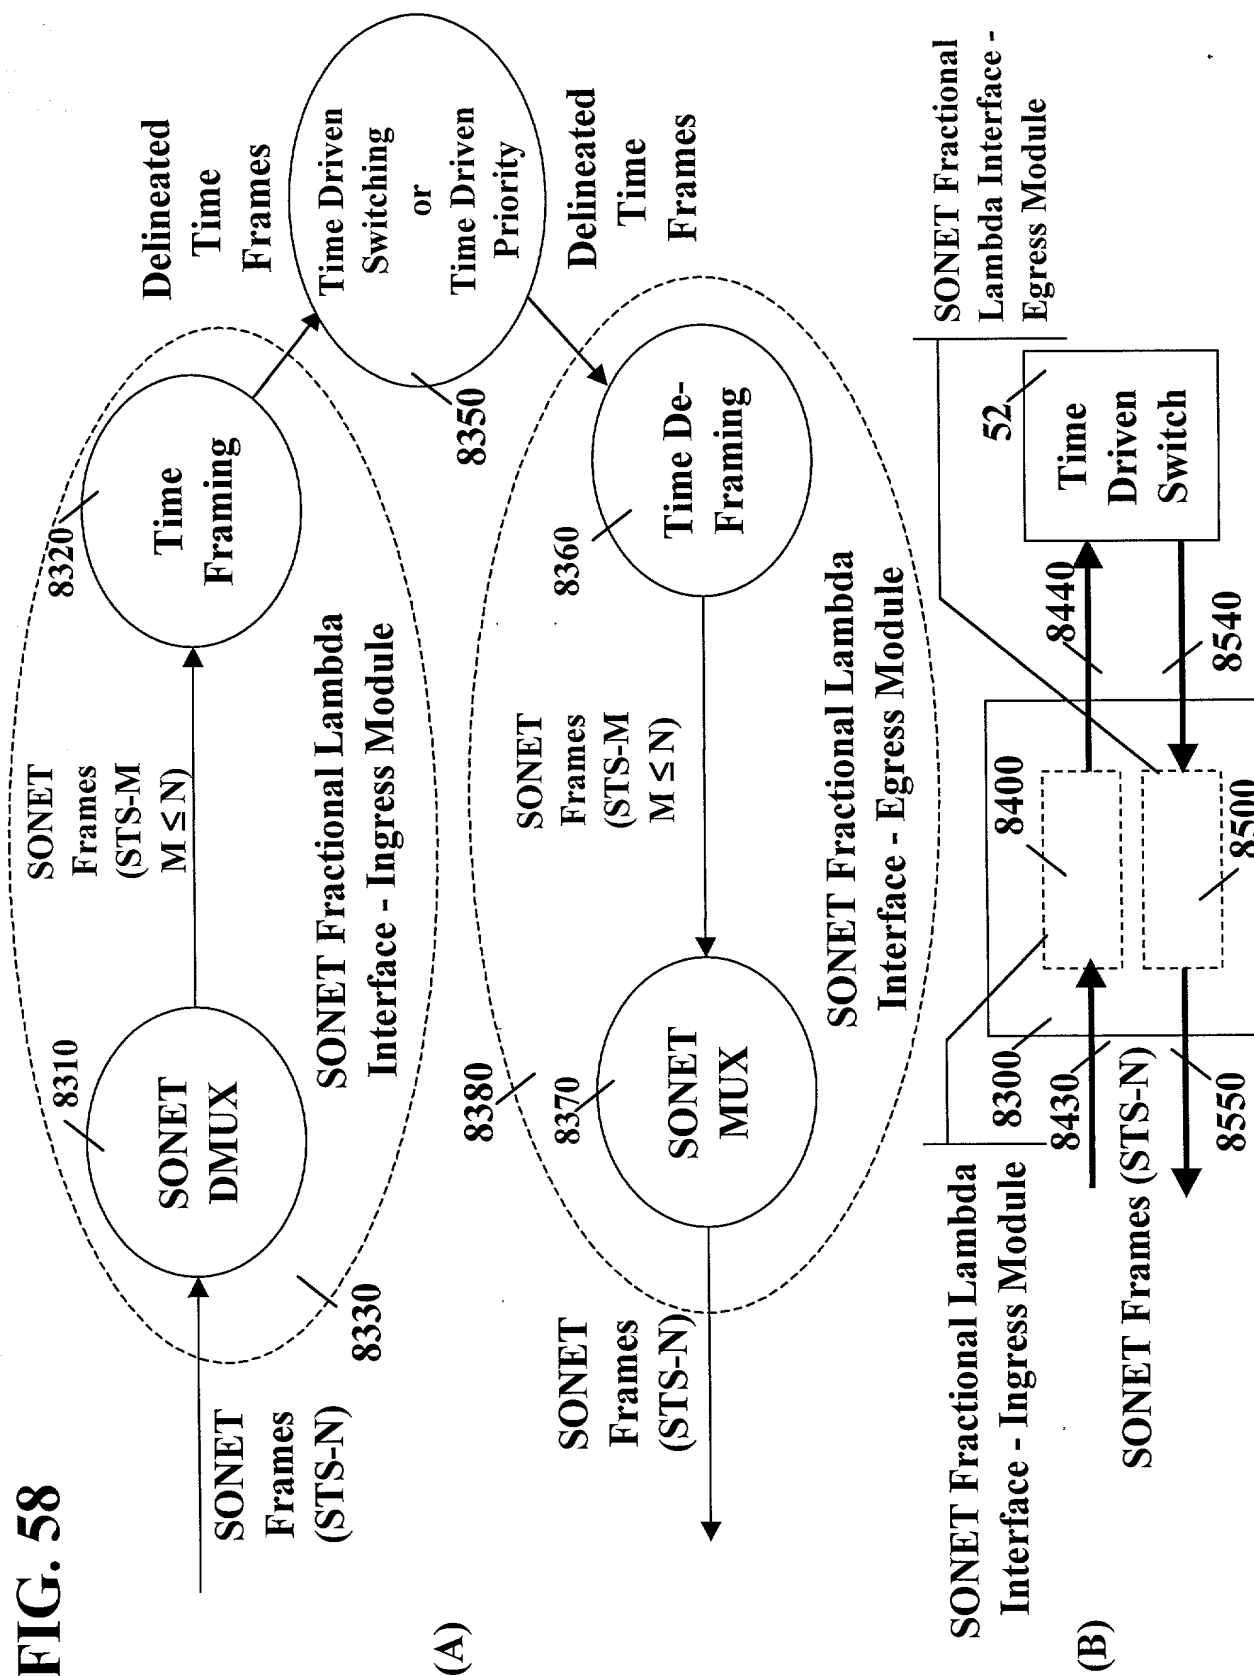 FIG. 58
(A)
SONET
Frames
(STS-N)
8310
SONET
DMUX
8330
SONET
Frames
(STS-M
M ≤ N)
8320
Time
Framing
SONET Fractional Lambda
Interface - Ingress Module
Delineated
Time
Frames
Time Driven
Switching
or
Time Driven
Priority
8350
Delineated
Time
Frames
8360
Time De-
Framing
SONET
Frames
(STS-M
M ≤ N)
8380
8370
SONET
MUX
SONET
Frames
(STS-N)
SONET Fractional Lambda
Interface - Egress Module
(B)
SONET Fractional Lambda
Interface - Ingress Module
SONET Frames (STS-N)
8300
8430
8550
8400
8500
8440
8540
52
Time
Driven
Switch
SONET Fractional
Lambda Interface -
Egress Module